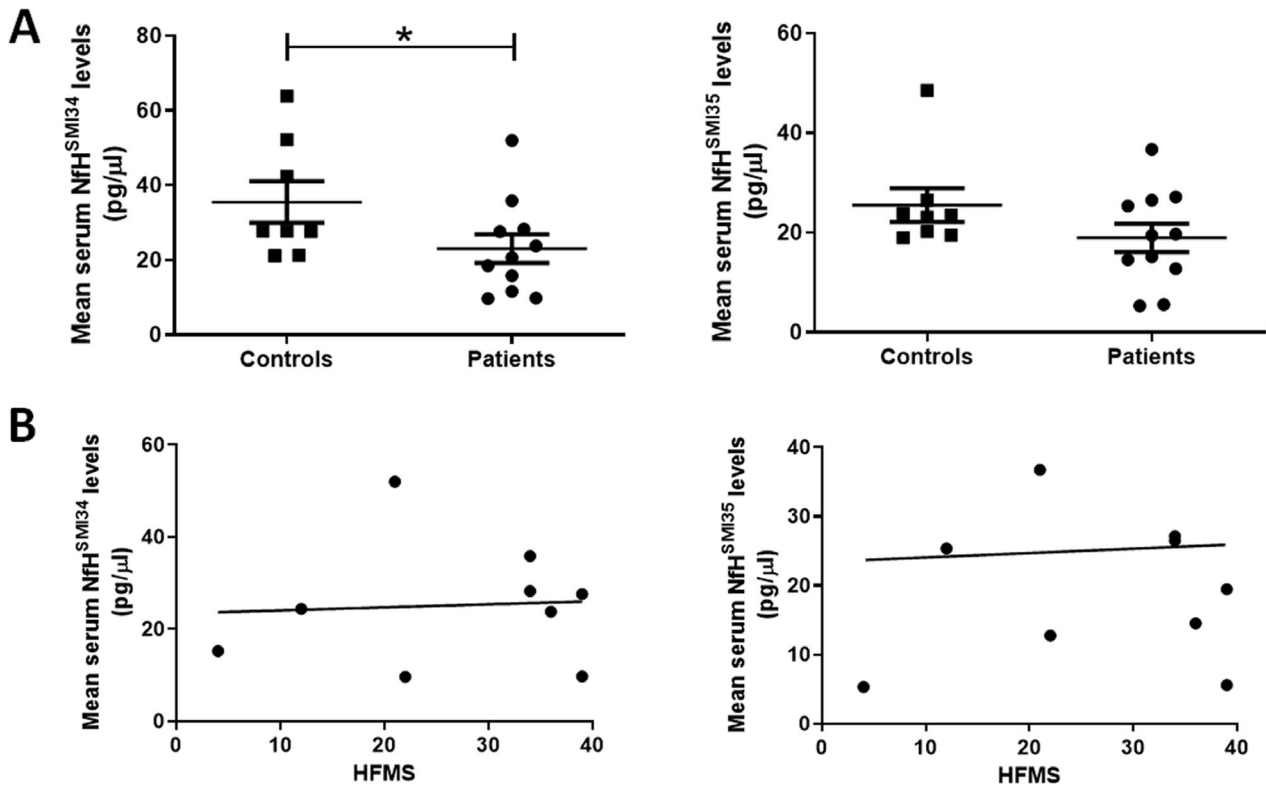 A
Mean serum NfH^SMI34 levels
(pg/µl)
80
60
40
20
0
*
Controls
Patients
Mean serum NfH^SMI35 levels
(pg/µl)
60
40
20
0
Controls
Patients
B
Mean serum NfH^SMI34 levels
(pg/µl)
60
40
20
0
0 10 20 30 40
HFMS
Mean serum NfH^SMI35 levels
(pg/µl)
40
30
20
10
0
0 10 20 30 40
HFMS